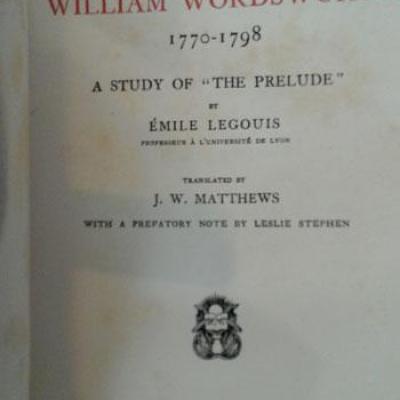 WILLIAM WORDSWORTH
1770-1798
A STUDY OF "THE PRELUDE"
BY
ÉMILE LEGOUIS
PROFESSEUR À L'UNIVERSITÉ DE LYON
TRANSLATED BY
J. W. MATTHEWS
WITH A PREFATORY NOTE BY LESLIE STEPHEN